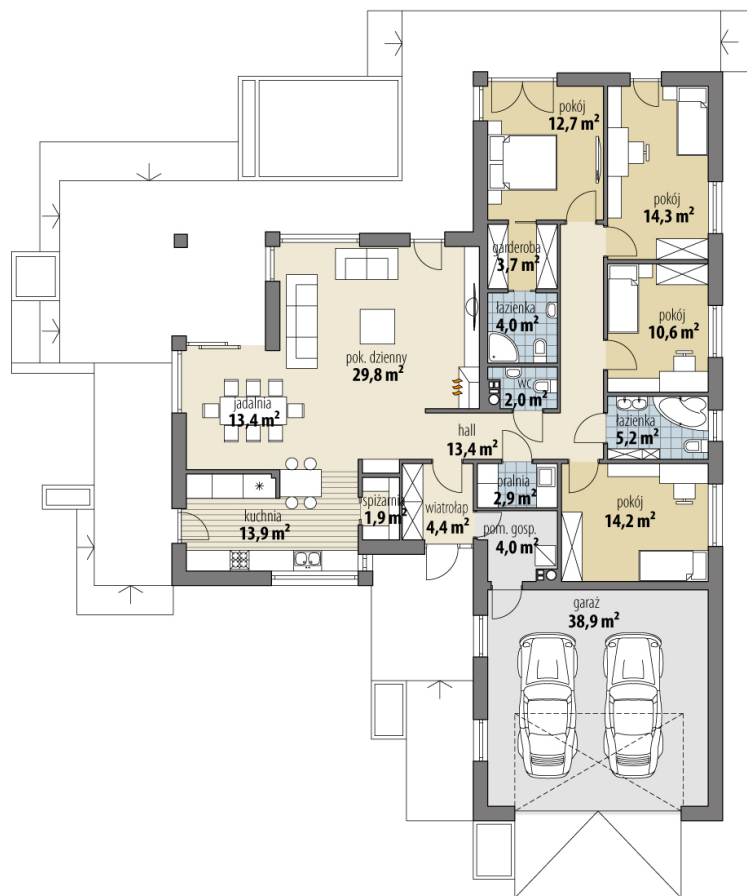 pokój
12,7 m²
pokój
14,3 m²
garderoba
3,7 m²
łazienka
4,0 m²
pokój
10,6 m²
pok. dzienny
29,8 m²
wc
2,0 m²
jadalnia
13,4 m²
hall
13,4 m²
łazienka
5,2 m²
pralnia
2,9 m²
spiżarnia
1,9 m²
wiatrołap
4,4 m²
pokój
14,2 m²
kuchnia
13,9 m²
pom. gosp.
4,0 m²
garaż
38,9 m²